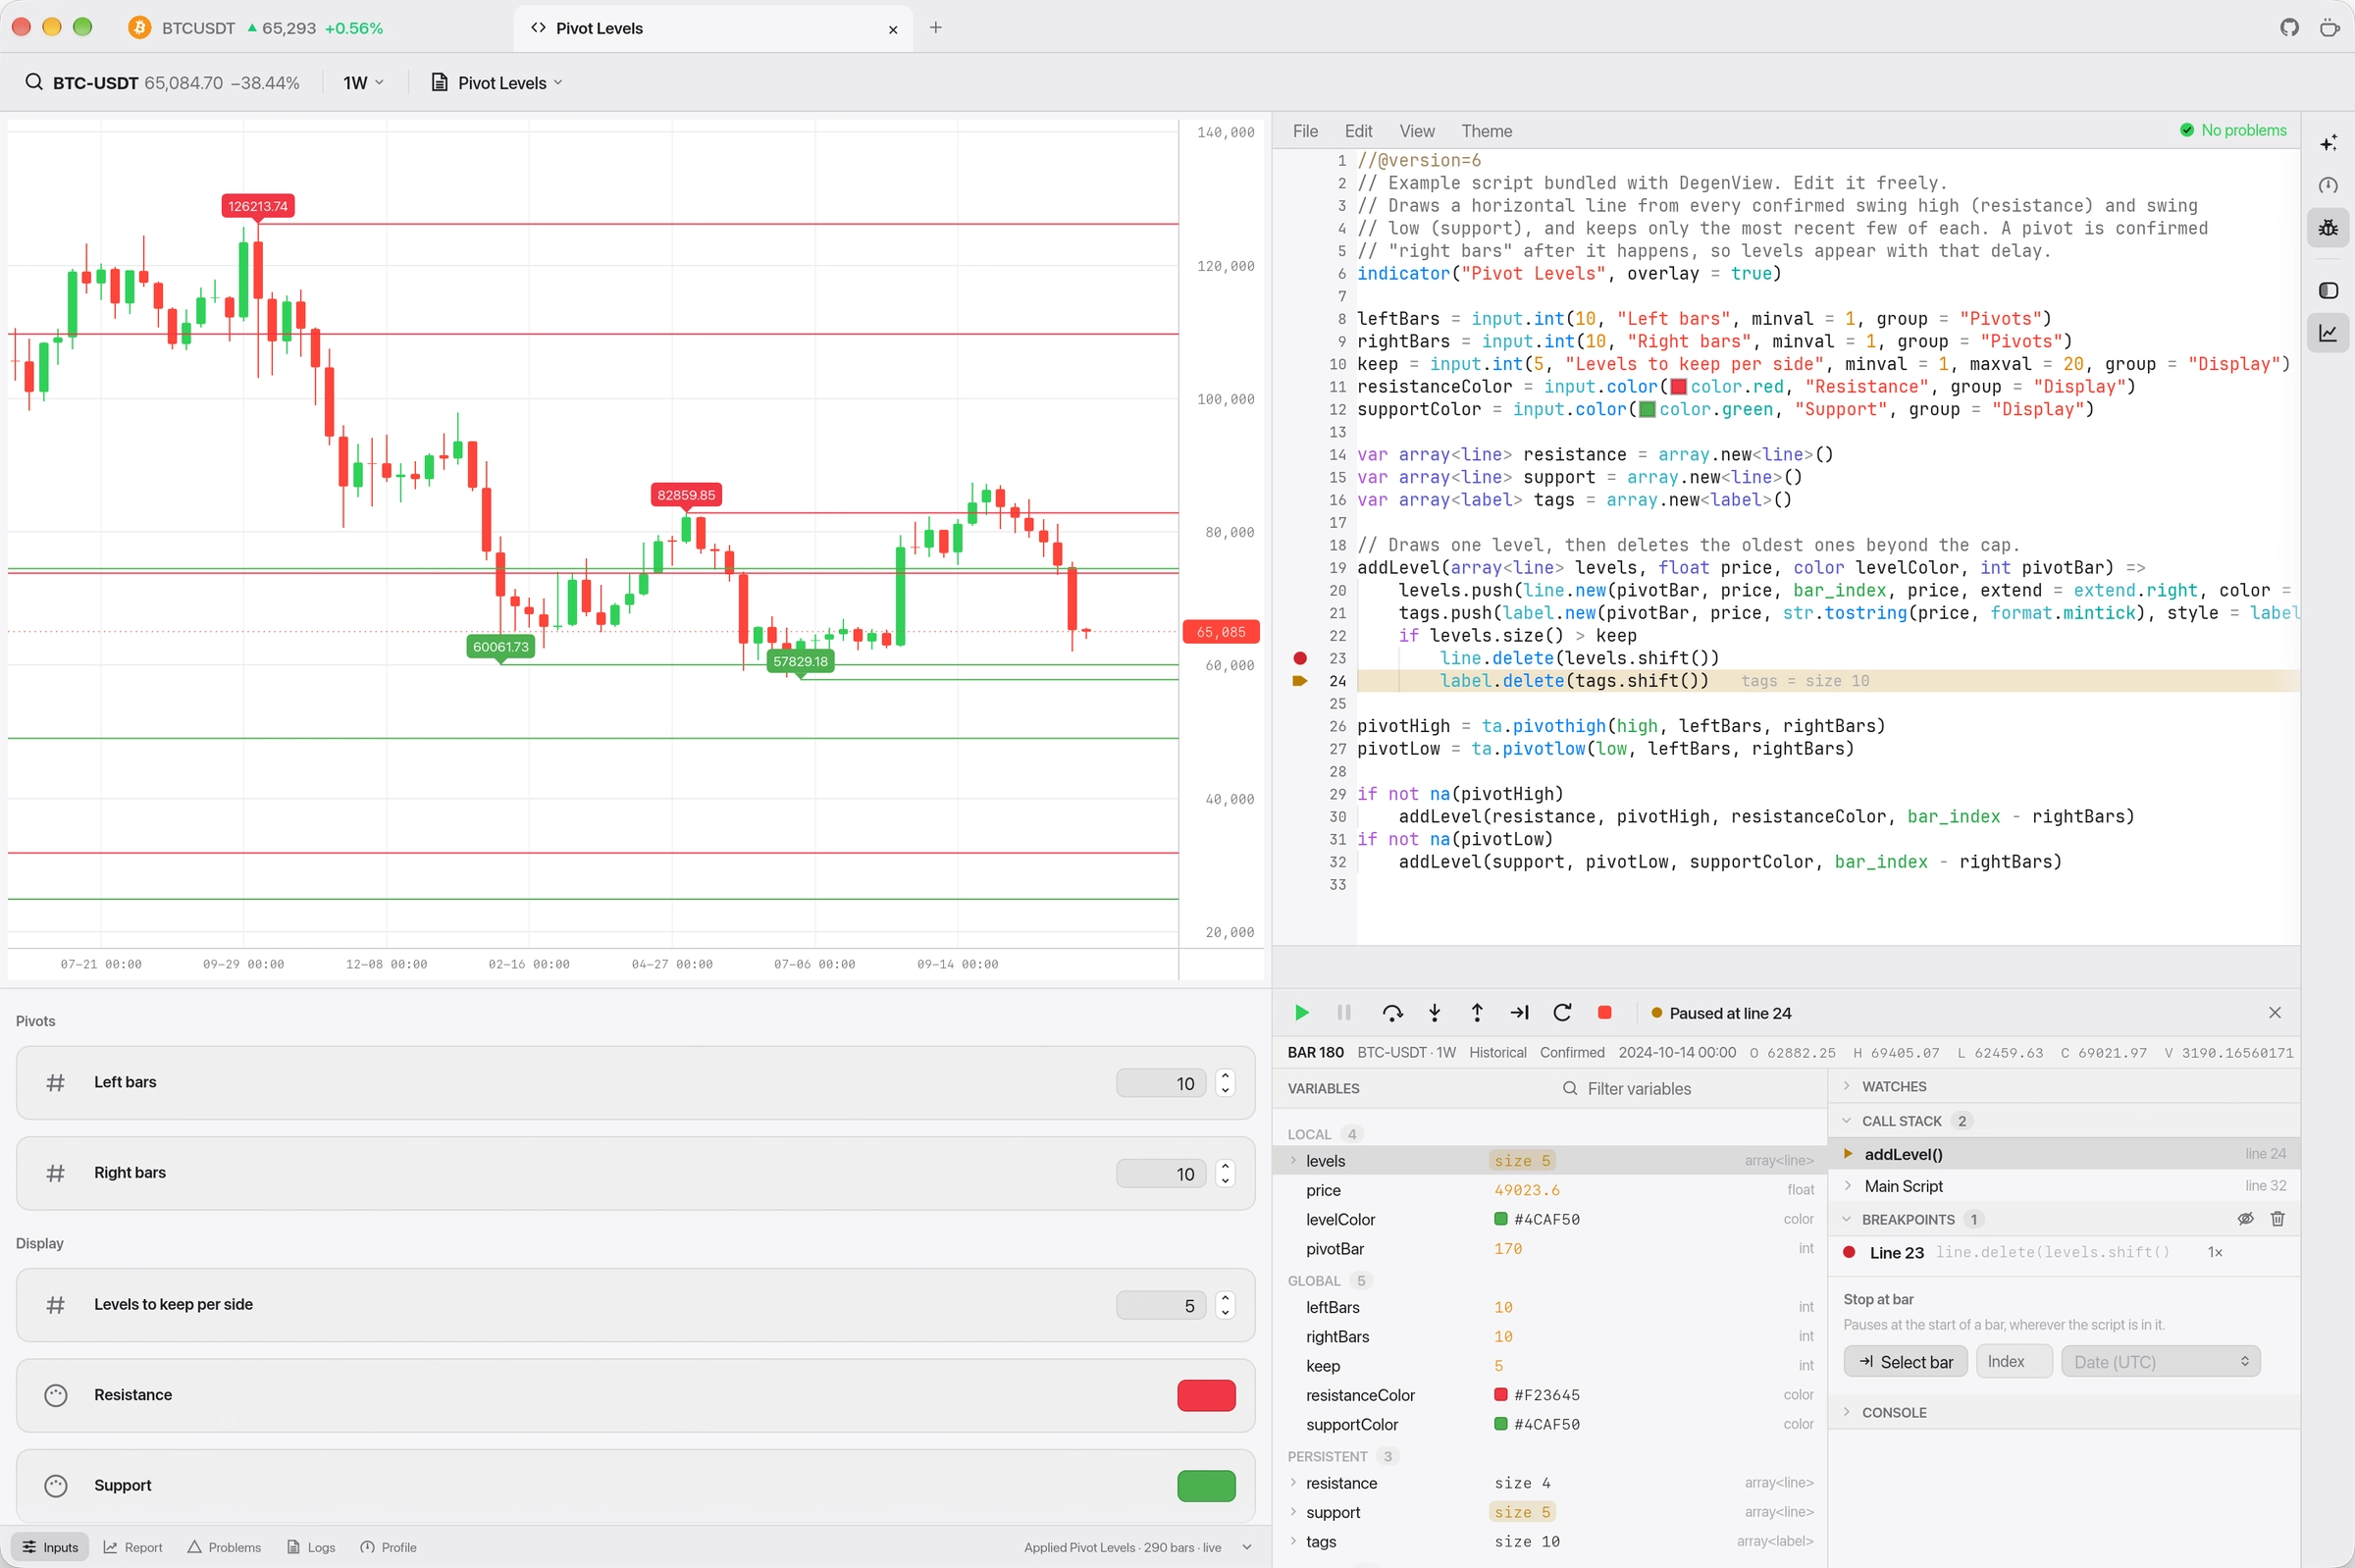 BTCUSDT ▲ 65,293 +0.56%
<> Pivot Levels × +
BTC-USDT 65,084.70 −38.44% 1W Pivot Levels
140,000
120,000
100,000
80,000
65,085
60,000
40,000
20,000
126213.74
82859.85
60061.73
57829.18
07-21 00:00 09-29 00:00 12-08 00:00 02-16 00:00 04-27 00:00 07-06 00:00 09-14 00:00
File Edit View Theme No problems
1 //@version=6
2 // Example script bundled with DegenView. Edit it freely.
3 // Draws a horizontal line from every confirmed swing high (resistance) and swing
4 // low (support), and keeps only the most recent few of each. A pivot is confirmed
5 // "right bars" after it happens, so levels appear with that delay.
6 indicator("Pivot Levels", overlay = true)
7
8 leftBars = input.int(10, "Left bars", minval = 1, group = "Pivots")
9 rightBars = input.int(10, "Right bars", minval = 1, group = "Pivots")
10 keep = input.int(5, "Levels to keep per side", minval = 1, maxval = 20, group = "Display")
11 resistanceColor = input.color(color.red, "Resistance", group = "Display")
12 supportColor = input.color(color.green, "Support", group = "Display")
13
14 var array<line> resistance = array.new<line>()
15 var array<line> support = array.new<line>()
16 var array<label> tags = array.new<label>()
17
18 // Draws one level, then deletes the oldest ones beyond the cap.
19 addLevel(array<line> levels, float price, color levelColor, int pivotBar) =>
20 levels.push(line.new(pivotBar, price, bar_index, price, extend = extend.right, color =
21 tags.push(label.new(pivotBar, price, str.tostring(price, format.mintick), style = label
22 if levels.size() > keep
23 line.delete(levels.shift())
24 label.delete(tags.shift()) tags = size 10
25
26 pivotHigh = ta.pivothigh(high, leftBars, rightBars)
27 pivotLow = ta.pivotlow(low, leftBars, rightBars)
28
29 if not na(pivotHigh)
30 addLevel(resistance, pivotHigh, resistanceColor, bar_index - rightBars)
31 if not na(pivotLow)
32 addLevel(support, pivotLow, supportColor, bar_index - rightBars)
33
Pivots
Left bars 10
Right bars 10
Display
Levels to keep per side 5
Resistance
Support
Inputs Report Problems Logs Profile Applied Pivot Levels · 290 bars · live
Paused at line 24
BAR 180 BTC-USDT · 1W Historical Confirmed 2024-10-14 00:00 O 62882.25 H 69405.07 L 62459.63 C 69021.97 V 3190.16560171
VARIABLES Filter variables
LOCAL 4
levels size 5 array<line>
price 49023.6 float
levelColor #4CAF50 color
pivotBar 170 int
GLOBAL 5
leftBars 10 int
rightBars 10 int
keep 5 int
resistanceColor #F23645 color
supportColor #4CAF50 color
PERSISTENT 3
resistance size 4 array<line>
support size 5 array<line>
tags size 10 array<label>
WATCHES
CALL STACK 2
addLevel() line 24
Main Script line 32
BREAKPOINTS 1
Line 23 line.delete(levels.shift() 1×
Stop at bar
Pauses at the start of a bar, wherever the script is in it.
Select bar Index Date (UTC)
CONSOLE